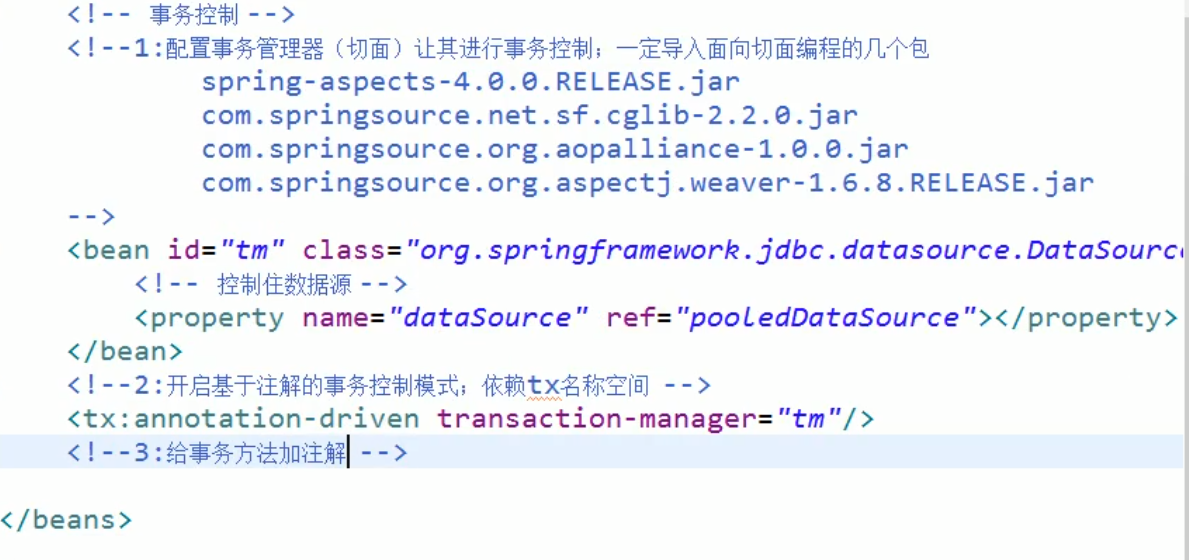 <!-- 事务控制 -->
<!--1:配置事务管理器（切面）让其进行事务控制；一定导入面向切面编程的几个包
spring-aspects-4.0.0.RELEASE.jar
com.springsource.net.sf.cglib-2.2.0.jar
com.springsource.org.aopalliance-1.0.0.jar
com.springsource.org.aspectj.weaver-1.6.8.RELEASE.jar
-->
<bean id="tm" class="org.springframework.jdbc.datasource.DataSource
<!-- 控制住数据源 -->
<property name="dataSource" ref="pooledDataSource"></property>
</bean>
<!--2:开启基于注解的事务控制模式；依赖tx名称空间 -->
<tx:annotation-driven transaction-manager="tm"/>
<!--3:给事务方法加注解 -->
</beans>